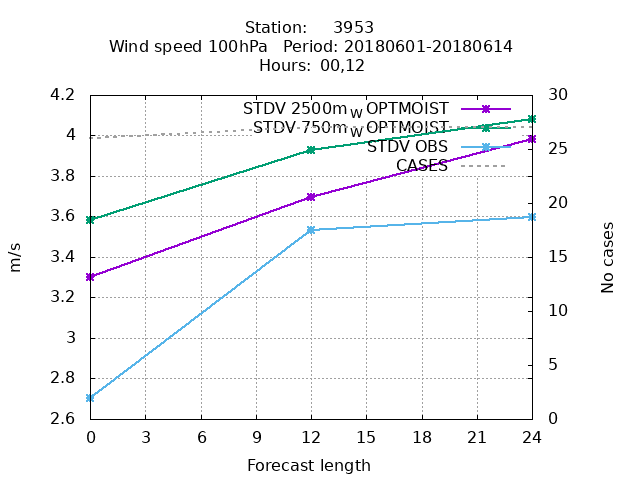 Station: 3953
Wind speed 100hPa Period: 20180601-20180614
Hours: 00,12
4.2
4
3.8
3.6
3.4
3.2
3
2.8
2.6
m/s
STDV 2500m_W OPTMOIST
STDV 750m_W OPTMOIST
STDV OBS
CASES
30
25
20
15
10
5
0
No cases
0 3 6 9 12 15 18 21 24
Forecast length